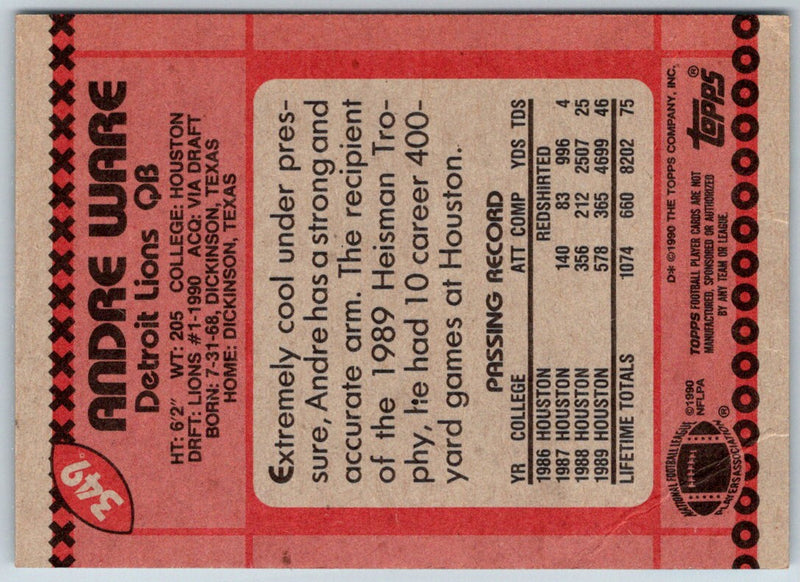 349
ANDRE WARE
Detroit Lions QB
HT: 6'2" WT: 205 COLLEGE: HOUSTON
DRFT: LIONS #1-1990 ACQ: VIA DRAFT
BORN: 7-31-68, DICKINSON, TEXAS
HOME: DICKINSON, TEXAS
Extremely cool under pres-
sure, Andre has a strong and
accurate arm. The recipient
of the 1989 Heisman Tro-
phy, he had 10 career 400-
yard games at Houston.
PASSING RECORD
YR COLLEGE ATT COMP YDS TDS
1986 HOUSTON REDSHIRTED
1987 HOUSTON 140 83 996 4
1988 HOUSTON 356 212 2507 25
1989 HOUSTON 578 365 4699 46
LIFETIME TOTALS 1074 660 8202 75
NATIONAL FOOTBALL LEAGUE
PLAYERS ASSOCIATION
®
©1990
NFLPA
D* ©1990 THE TOPPS COMPANY, INC.
TOPPS FOOTBALL PLAYER CARDS ARE NOT
MANUFACTURED, SPONSORED OR AUTHORIZED
BY ANY TEAM OR LEAGUE.
Topps®